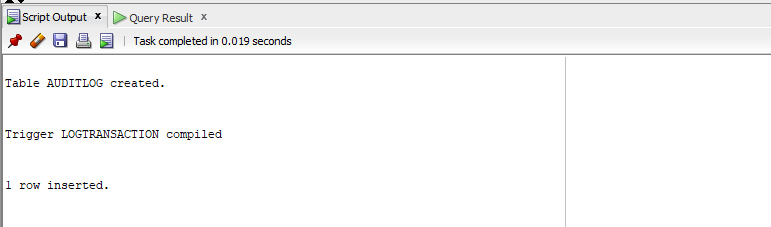 Script Output x Query Result x
Task completed in 0.019 seconds
Table AUDITLOG created.
Trigger LOGTRANSACTION compiled
1 row inserted.